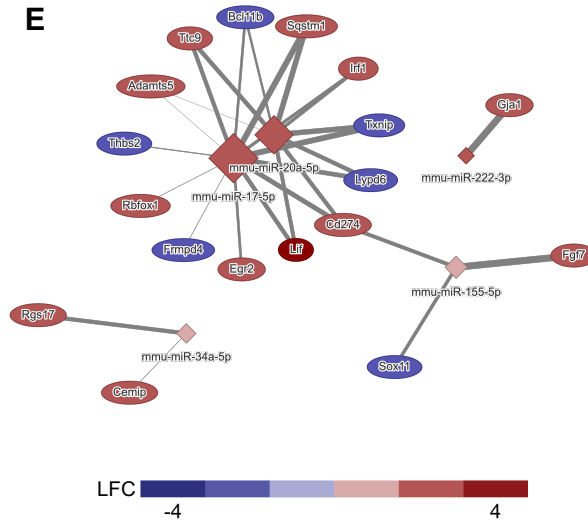 E
Bcl11b
Sqstm1
Ttc9
Irf1
Adamts5
Gja1
Txnip
Thbs2
mmu-miR-20a-5p
mmu-miR-222-3p
Lypd6
mmu-miR-17-5p
Rbfox1
Cd274
Frmpd4
Lif
Egr2
Fgf7
mmu-miR-155-5p
Rgs17
mmu-miR-34a-5p
Sox11
Cemip
LFC
-4 4